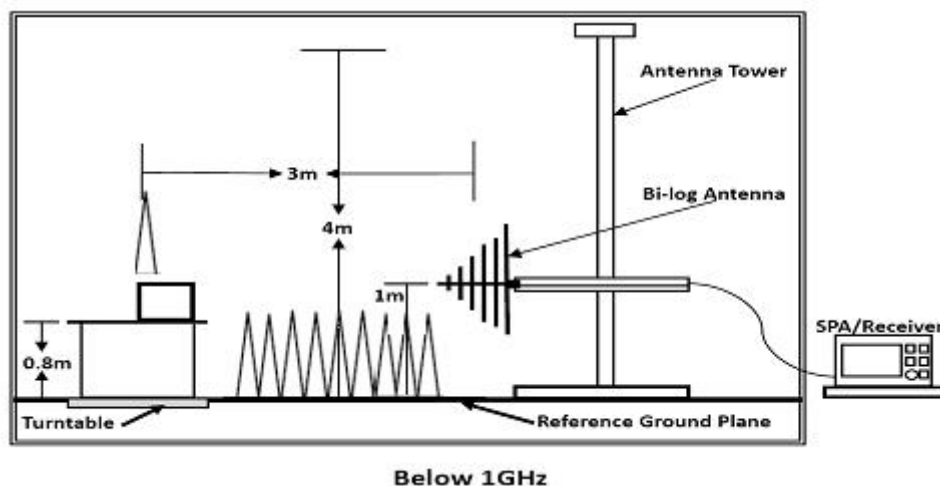 Antenna Tower
3m
Bi-log Antenna
4m
1m
SPA/Receiver
0.8m
Turntable
Reference Ground Plane
Below 1GHz